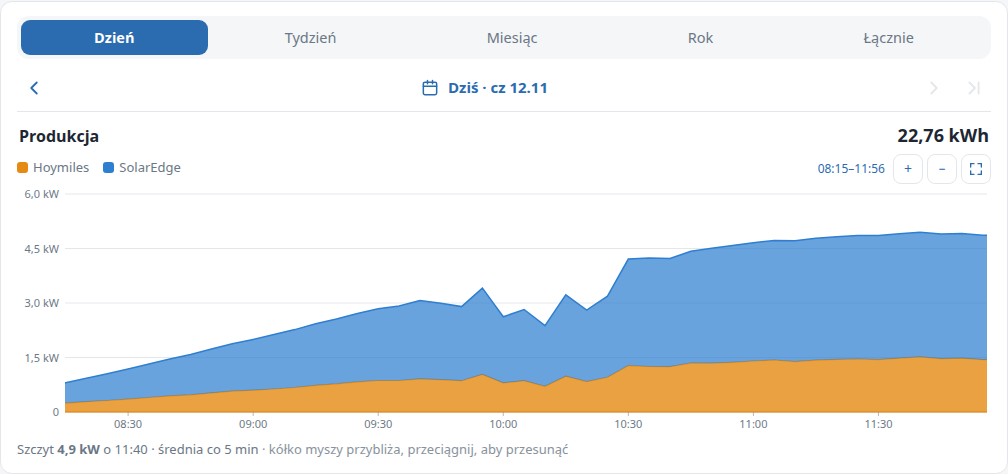 Dzień Tydzień Miesiąc Rok Łącznie
Dziś · cz 12.11
Produkcja 22,76 kWh
Hoymiles SolarEdge 08:15–11:56 + −
6,0 kW
4,5 kW
3,0 kW
1,5 kW
0
08:30 09:00 09:30 10:00 10:30 11:00 11:30
Szczyt 4,9 kW o 11:40 · średnia co 5 min · kółko myszy przybliża, przeciągnij, aby przesunąć